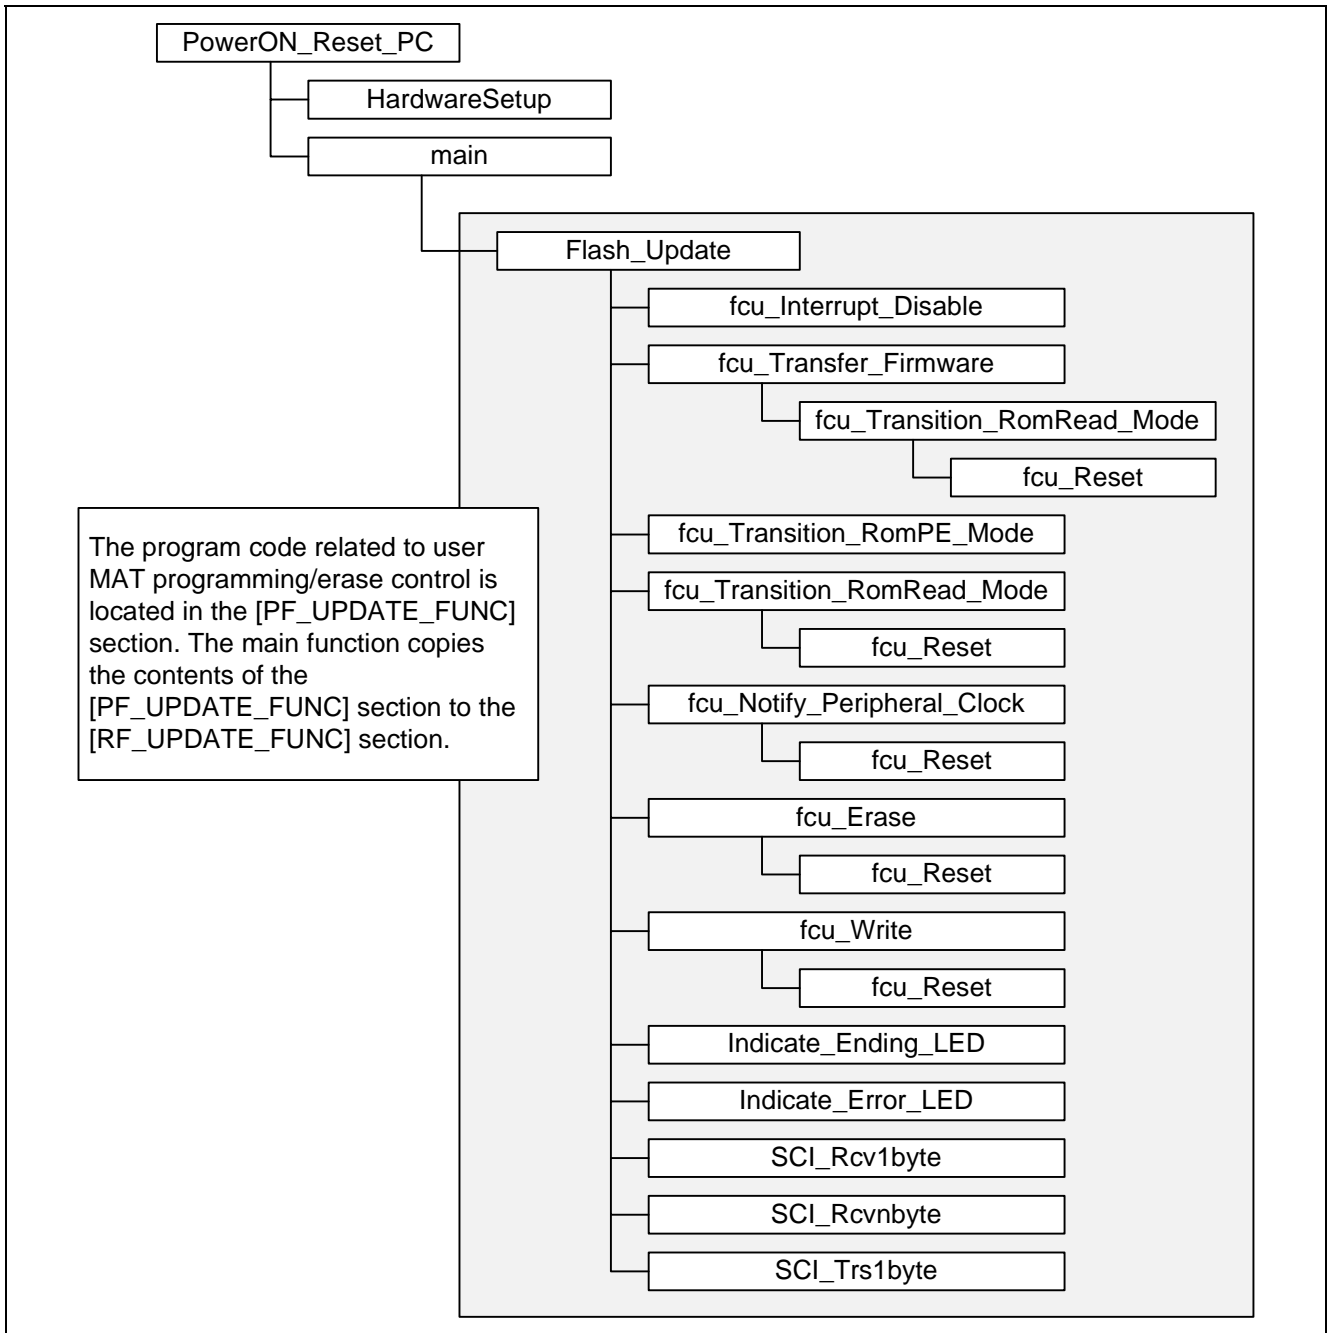 PowerON_Reset_PC
HardwareSetup
main
Flash_Update
fcu_Interrupt_Disable
fcu_Transfer_Firmware
fcu_Transition_RomRead_Mode
fcu_Reset
The program code related to user
MAT programming/erase control is
located in the [PF_UPDATE_FUNC]
section. The main function copies
the contents of the
[PF_UPDATE_FUNC] section to the
[RF_UPDATE_FUNC] section.
fcu_Transition_RomPE_Mode
fcu_Transition_RomRead_Mode
fcu_Reset
fcu_Notify_Peripheral_Clock
fcu_Reset
fcu_Erase
fcu_Reset
fcu_Write
fcu_Reset
Indicate_Ending_LED
Indicate_Error_LED
SCI_Rcv1byte
SCI_Rcvnbyte
SCI_Trs1byte